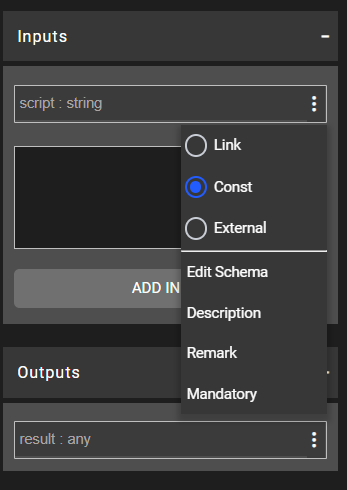 Inputs
script : string
Link
Const
External
ADD IN
Edit Schema
Description
Remark
Mandatory
Outputs
result : any